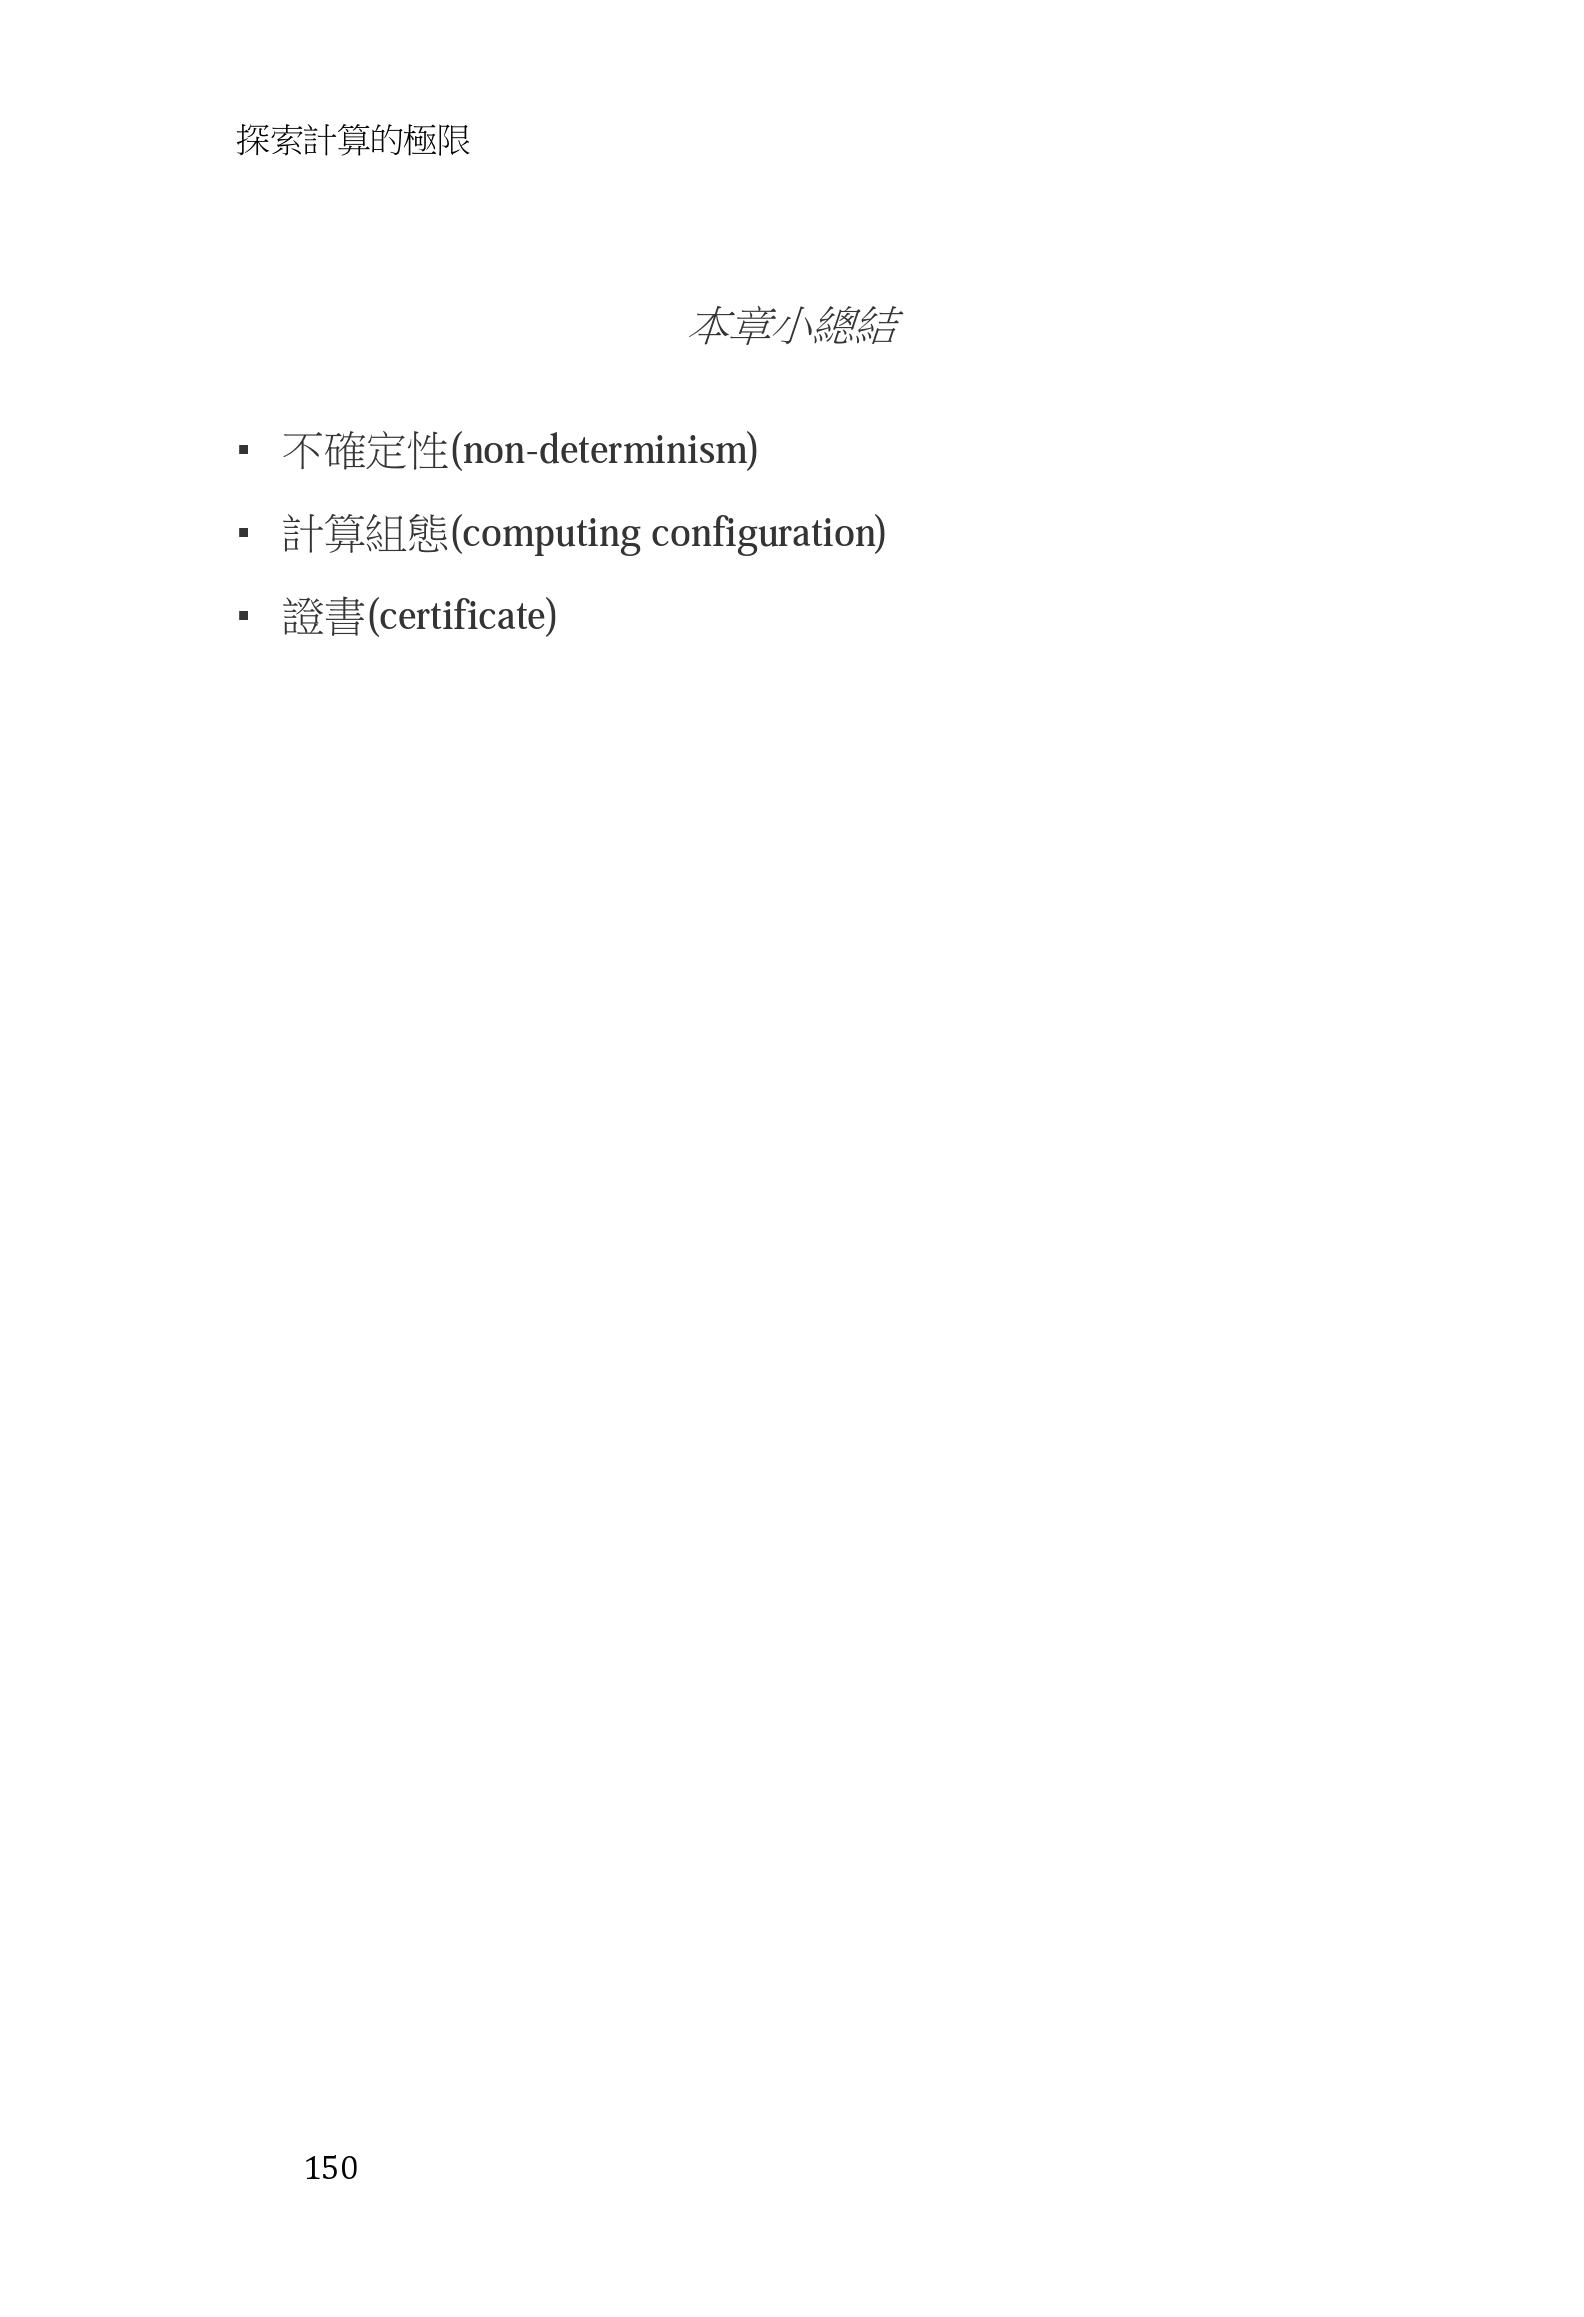 探索計算的極限
本章小總結
▪ 不確定性(non-determinism)
▪ 計算組態(computing configuration)
▪ 證書(certificate)
150